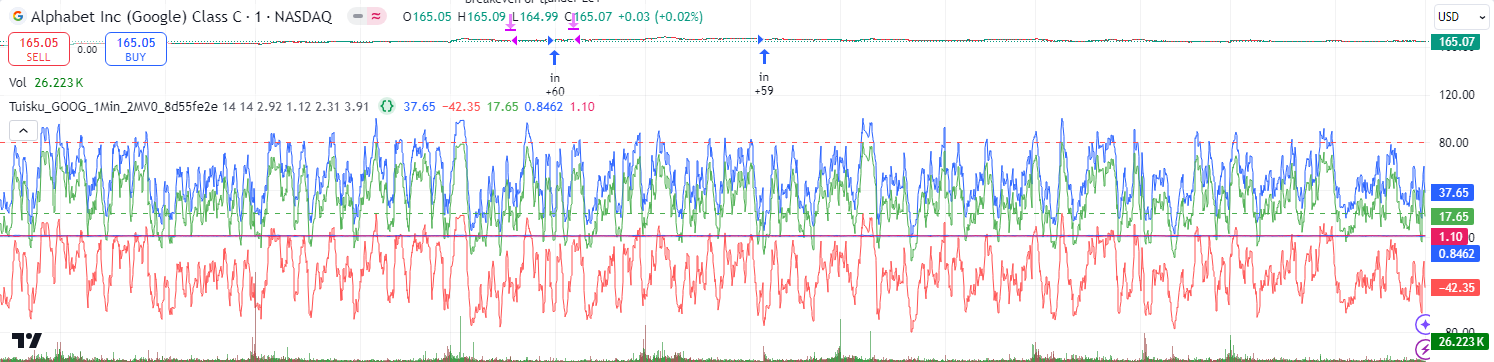 Alphabet Inc (Google) Class C · 1 · NASDAQ O165.05 H165.09 L164.99 C165.07 +0.03 (+0.02%)
USD
165.05 SELL
0.00
165.05 BUY
165.07
Vol 26.223 K
in
+60
in
+59
Tuisku_GOOG_1Min_2MV0_8d55fe2e 14 14 2.92 1.12 2.31 3.91 {} 37.65 −42.35 17.65 0.8462 1.10
120.00
80.00
37.65
17.65
1.10
0.8462
−42.35
26.223 K